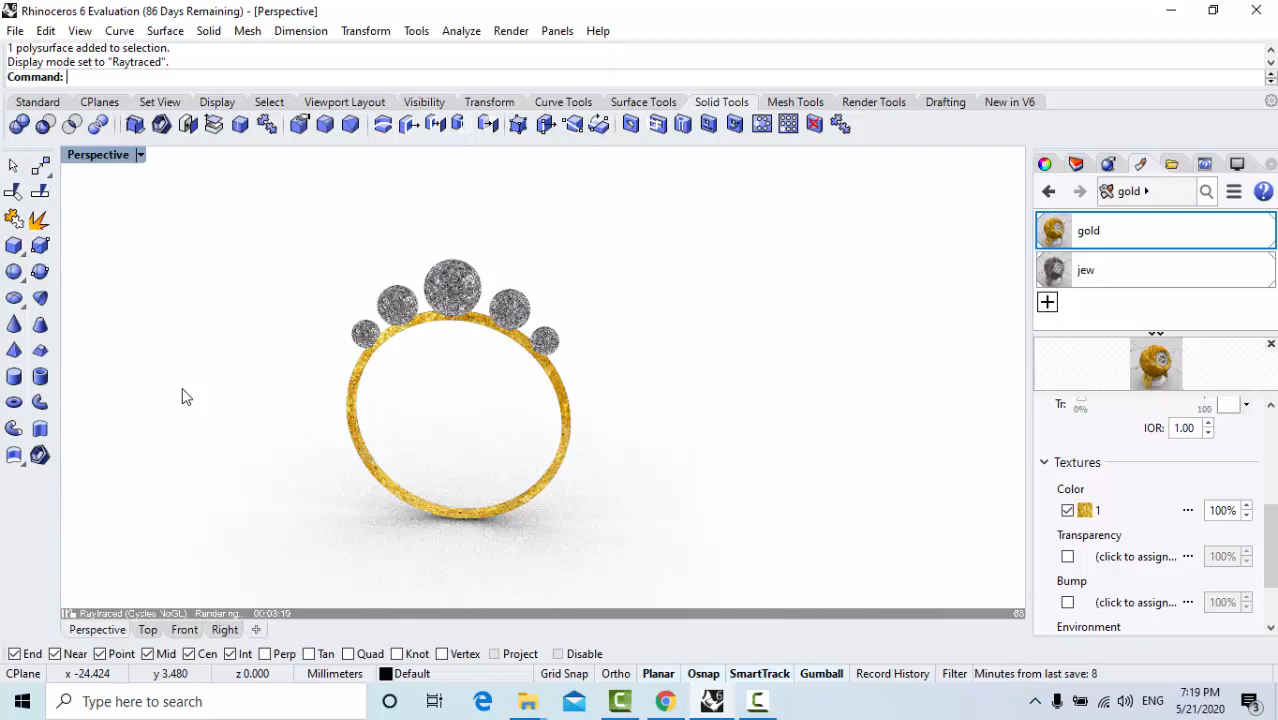 Rhinoceros 6 Evaluation (86 Days Remaining) - [Perspective]
File Edit View Curve Surface Solid Mesh Dimension Transform Tools Analyze Render Panels Help
1 polysurface added to selection.
Display mode set to "Raytraced".
Command:
Standard CPlanes Set View Display Select Viewport Layout Visibility Transform Curve Tools Surface Tools Solid Tools Mesh Tools Render Tools Drafting New in V6
Perspective
gold
gold
jew
Tr:
0% 100
IOR: 1.00
Textures
Color
1 ... 100%
Transparency
(click to assign... ... 100%
Bump
(click to assign... ... 100%
Environment
Raytraced (Cycles NoGL) Rendering... 00:03:19 68
Perspective Top Front Right
End Near Point Mid Cen Int Perp Tan Quad Knot Vertex Project Disable
CPlane x -24.424 y 3.480 z 0.000 Millimeters Default Grid Snap Ortho Planar Osnap SmartTrack Gumball Record History Filter Minutes from last save: 8
Type here to search
ENG
7:19 PM
5/21/2020
3